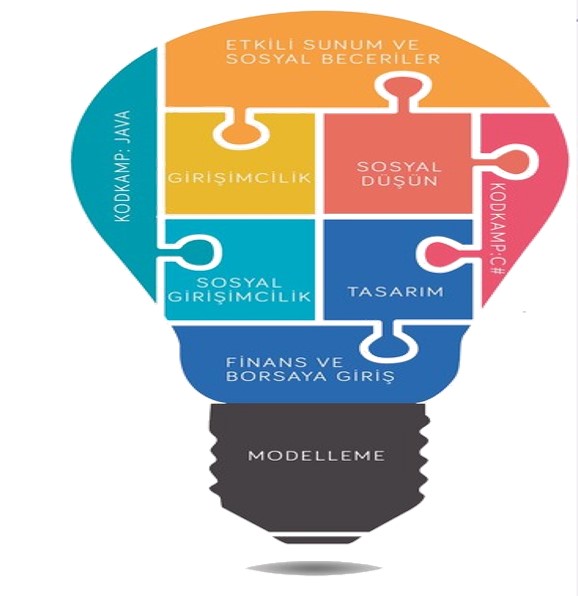 ETKİLİ SUNUM VE
SOSYAL BECERİLER
KODKAMP: JAVA
GİRİŞİMCİLİK
SOSYAL
DÜŞÜN
KODKAMP:C#
SOSYAL
GİRİŞİMCİLİK
TASARIM
FİNANS VE
BORSAYA GİRİŞ
MODELLEME